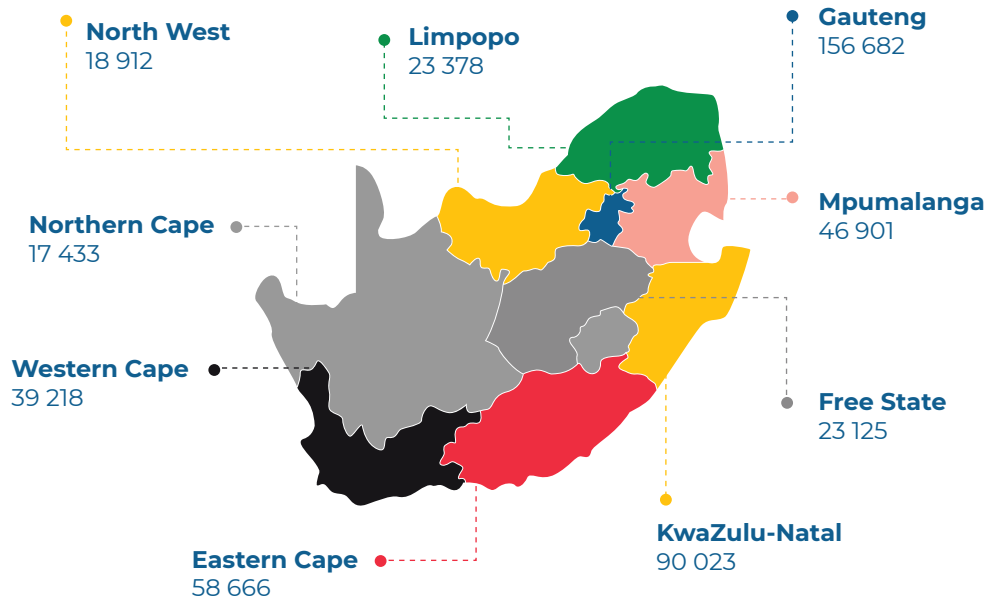 North West
18 912
Limpopo
23 378
Gauteng
156 682
Northern Cape
17 433
Mpumalanga
46 901
Western Cape
39 218
Free State
23 125
KwaZulu-Natal
90 023
Eastern Cape
58 666